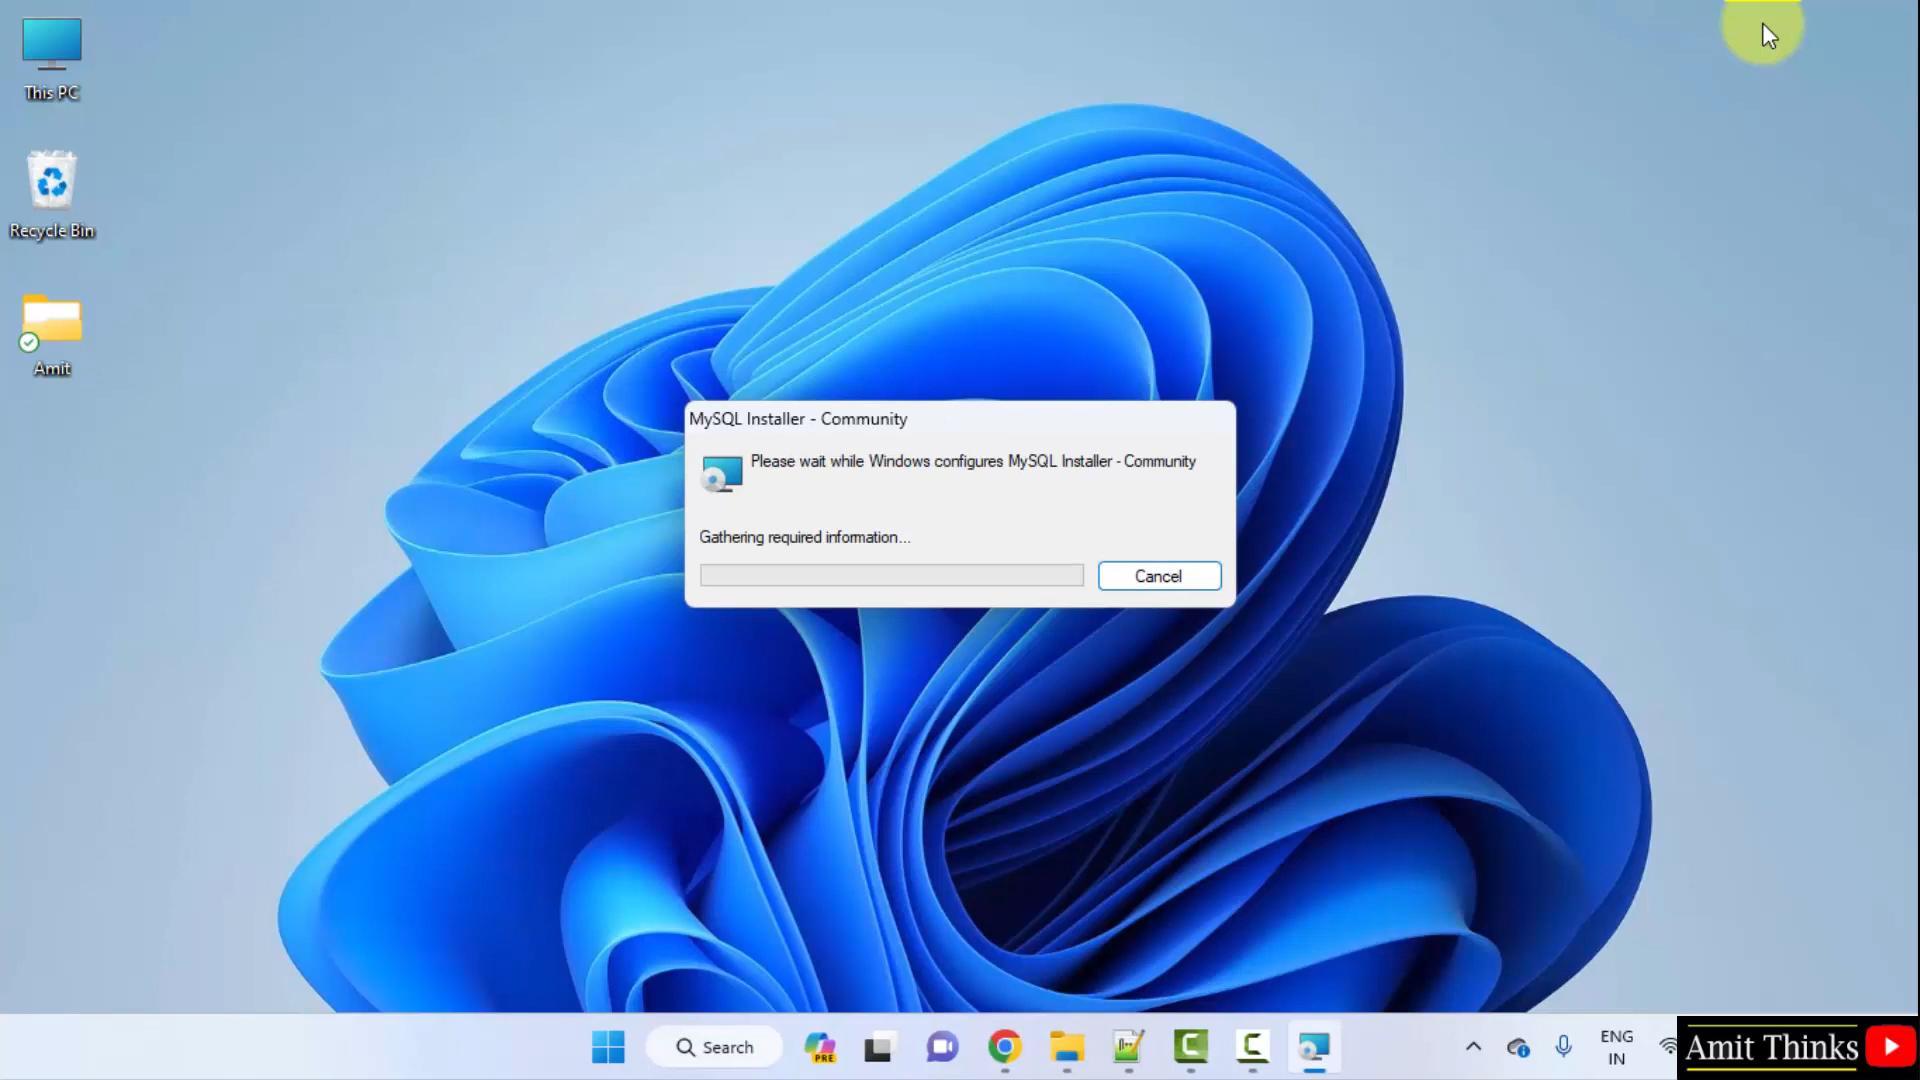 This PC
Recycle Bin
Amit
MySQL Installer - Community
Please wait while Windows configures MySQL Installer - Community
Gathering required information...
Cancel
Search
PRE
ENG
IN
Amit Thinks